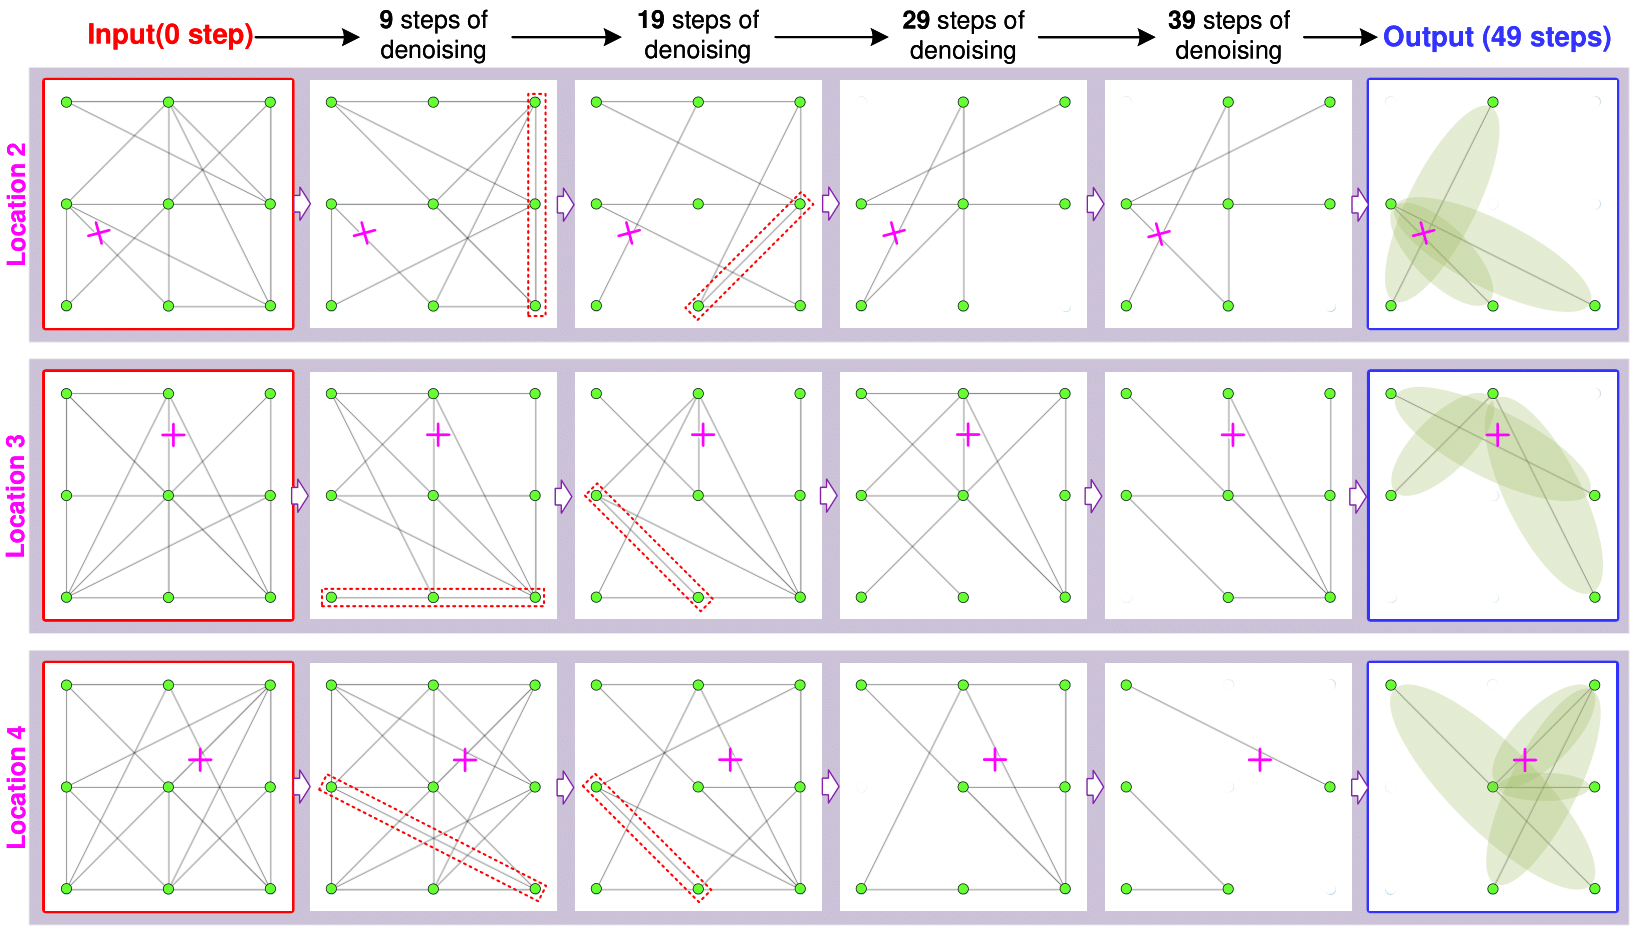 Input(0 step)
9 steps of
denoising
19 steps of
denoising
29 steps of
denoising
39 steps of
denoising
Output (49 steps)
Location 2
Location 3
Location 4